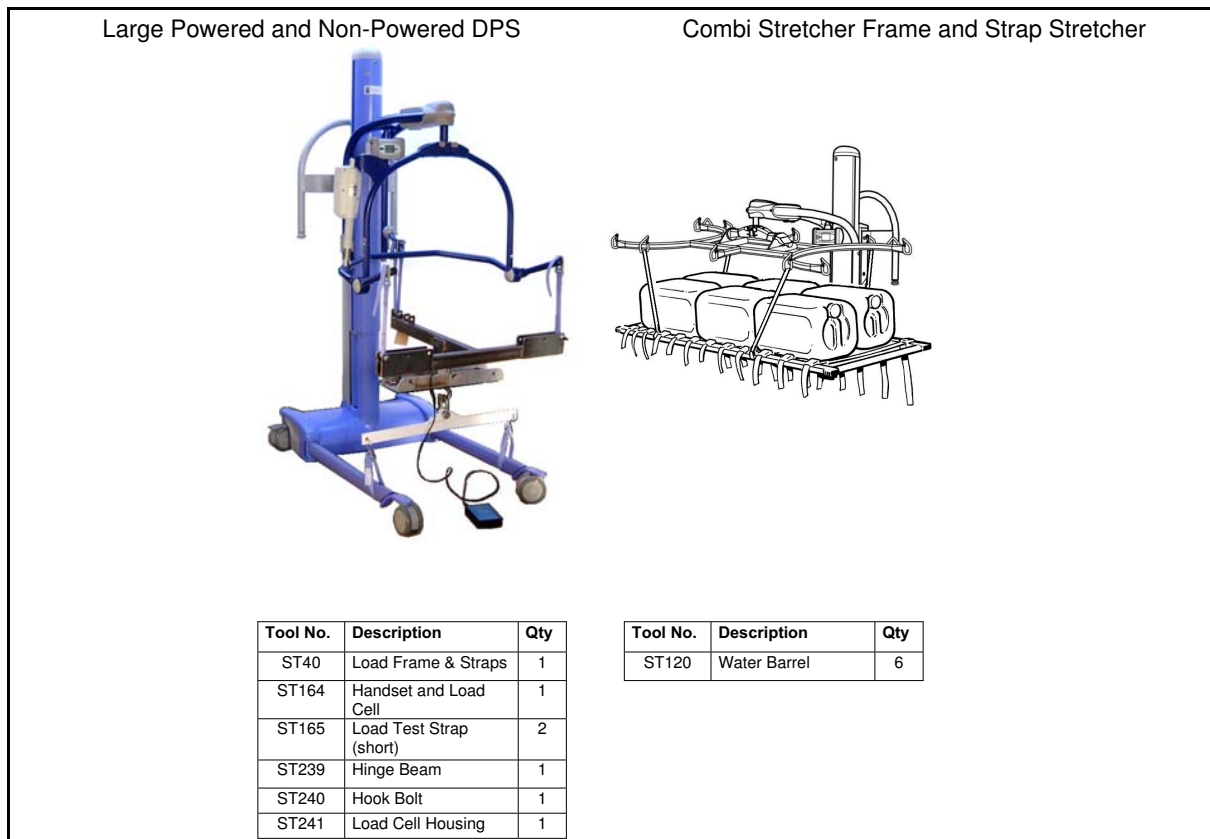 Large Powered and Non-Powered DPS
Combi Stretcher Frame and Strap Stretcher
Tool No. Description Qty
ST40 Load Frame & Straps 1
ST164 Handset and Load
Cell 1
ST165 Load Test Strap
(short) 2
ST239 Hinge Beam 1
ST240 Hook Bolt 1
ST241 Load Cell Housing 1
Tool No. Description Qty
ST120 Water Barrel 6